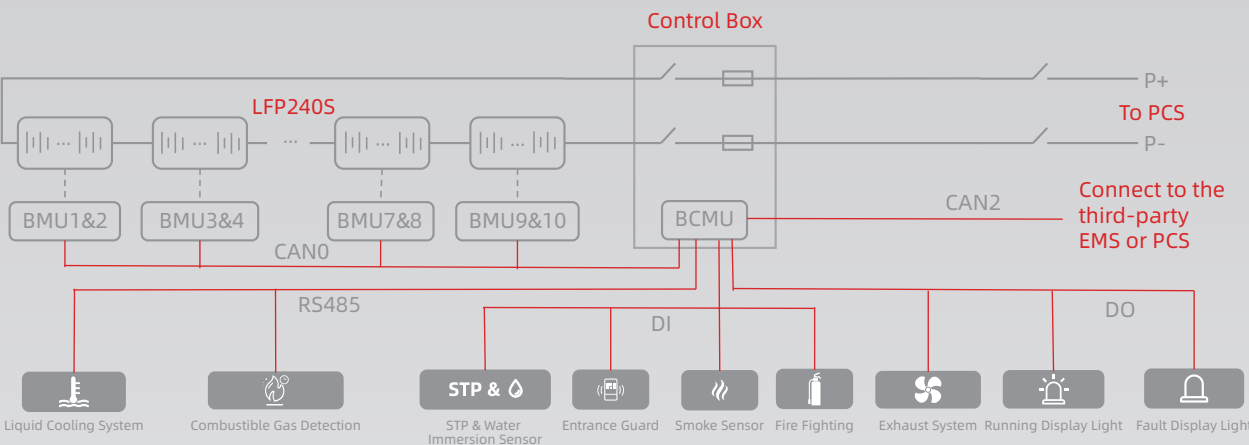 Control Box
P+
LFP240S
To PCS
P-
BMU1&2
BMU3&4
BMU7&8
BMU9&10
BCMU
CAN2
Connect to the
third-party
EMS or PCS
CAN0
RS485
DI
DO
STP &
Liquid Cooling System
Combustible Gas Detection
STP & Water
Immersion Sensor
Entrance Guard
Smoke Sensor
Fire Fighting
Exhaust System
Running Display Light
Fault Display Light